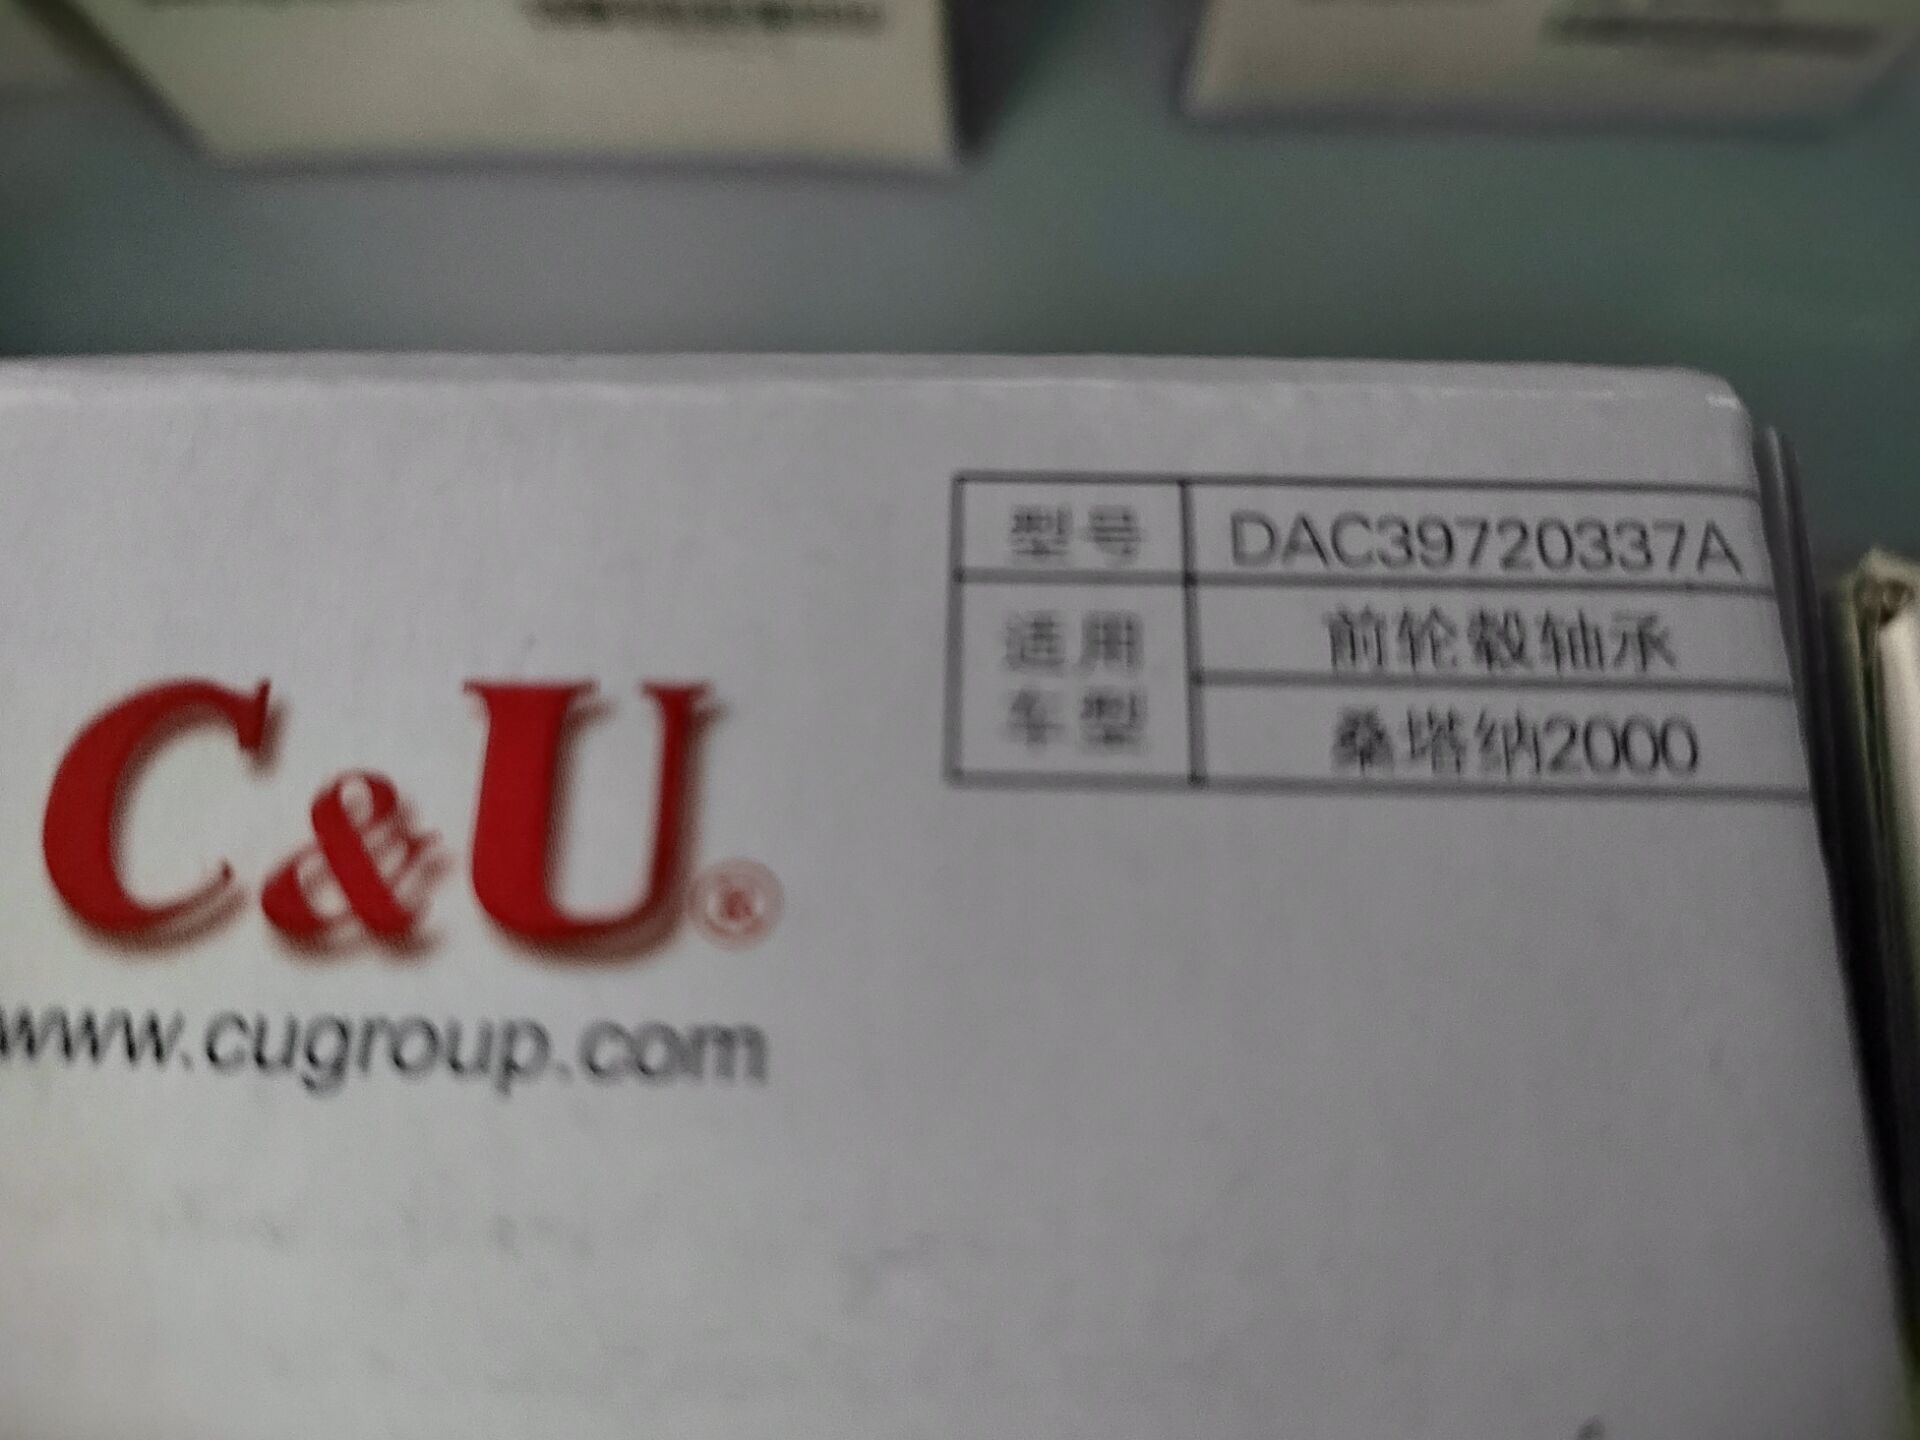 型号 DAC39720337A
适用车型 前轮毂轴承
桑塔纳2000
C&U®
www.cugroup.com